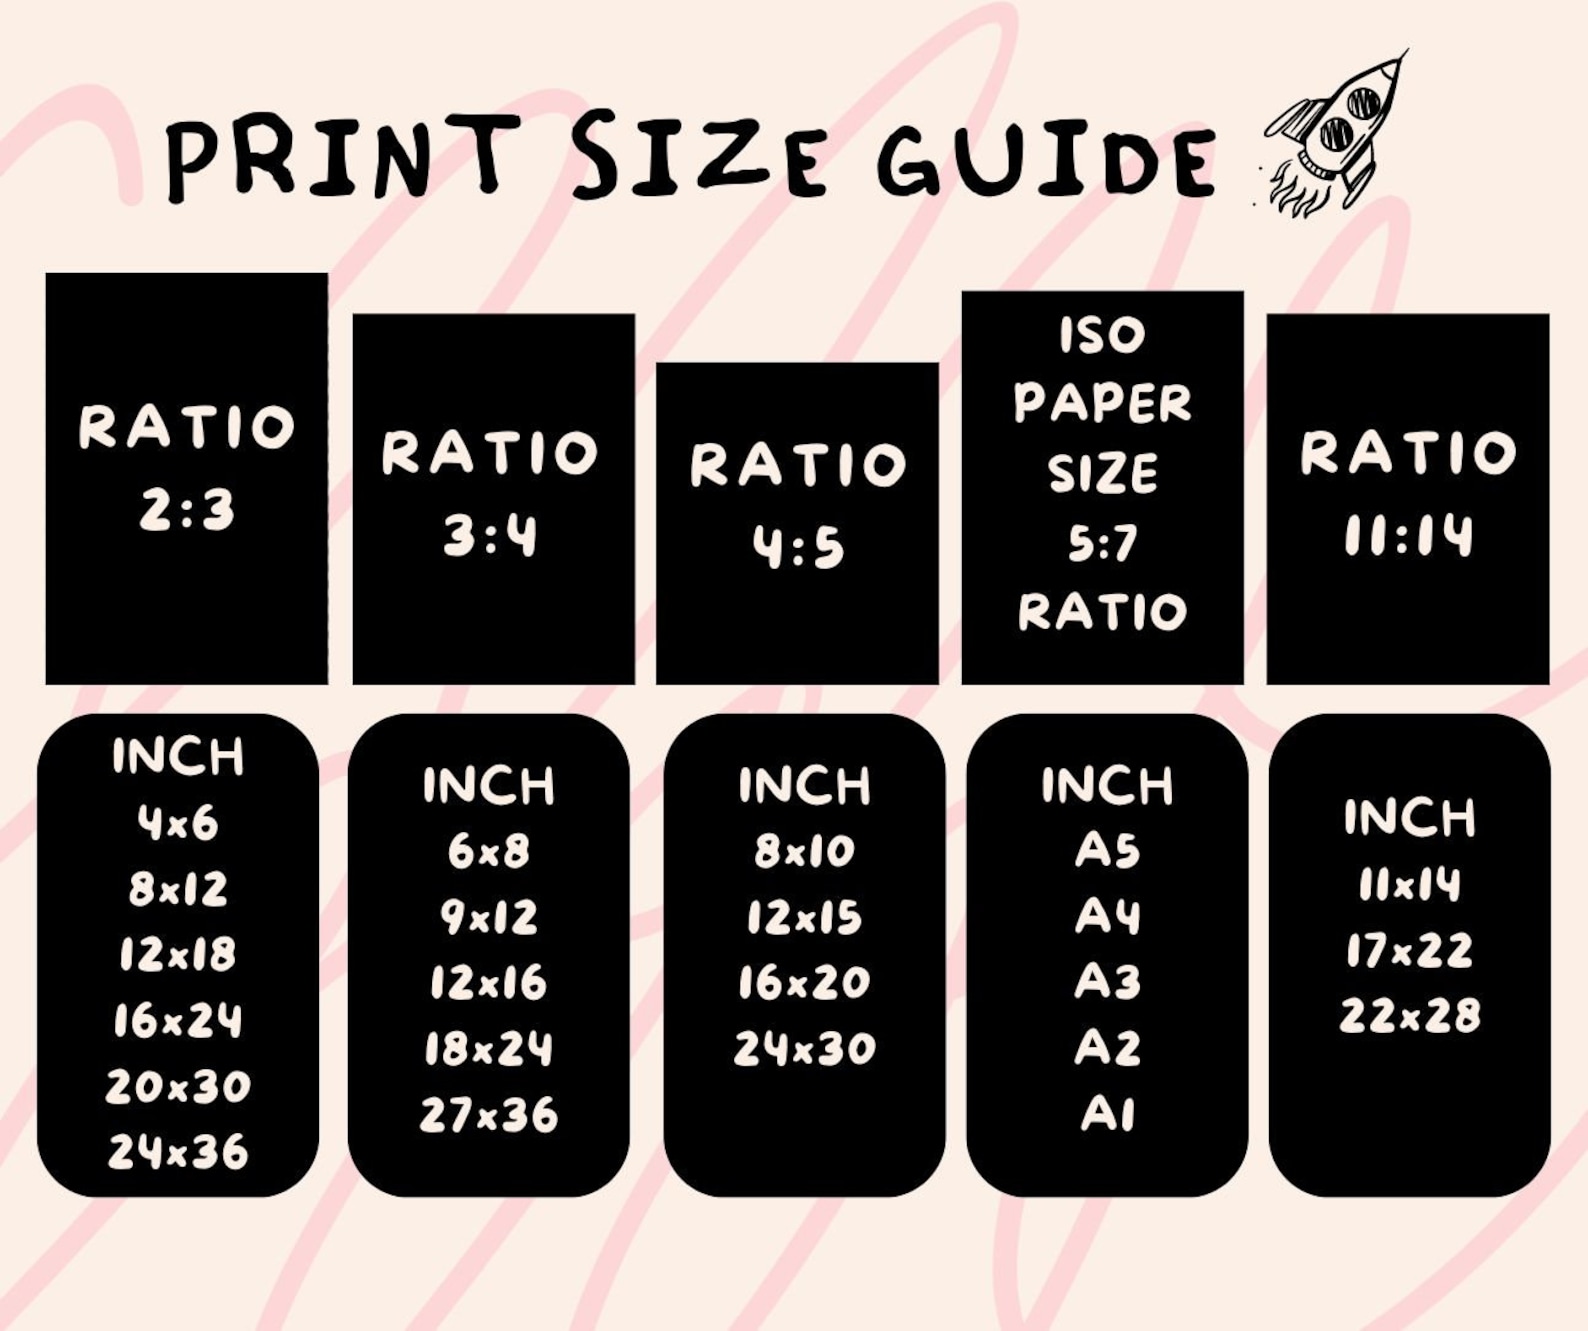 PRINT SIZE GUIDE
RATIO
2:3
RATIO
3:4
RATIO
4:5
ISO
PAPER
SIZE
5:7
RATIO
RATIO
11:14
INCH
4x6
8x12
12x18
16x24
20x30
24x36
INCH
6x8
9x12
12x16
18x24
27x36
INCH
8x10
12x15
16x20
24x30
INCH
A5
A4
A3
A2
A1
INCH
11x14
17x22
22x28